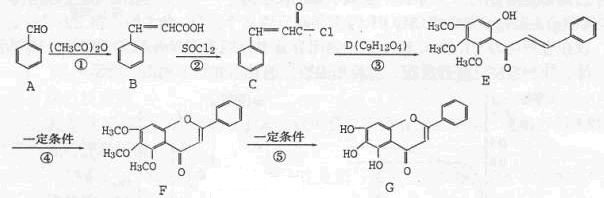 CHO (CH₃CO)₂O ① CH=CHCOOH SOCl₂ ② CH=CHC Cl O D(C₉H₁₂O₄) ③ H₃CO OH H₃CO H₃CO O
A B C E
一定条件 ④ H₃CO H₃CO H₃CO O O 一定条件 ⑤ HO HO HO O O
F G